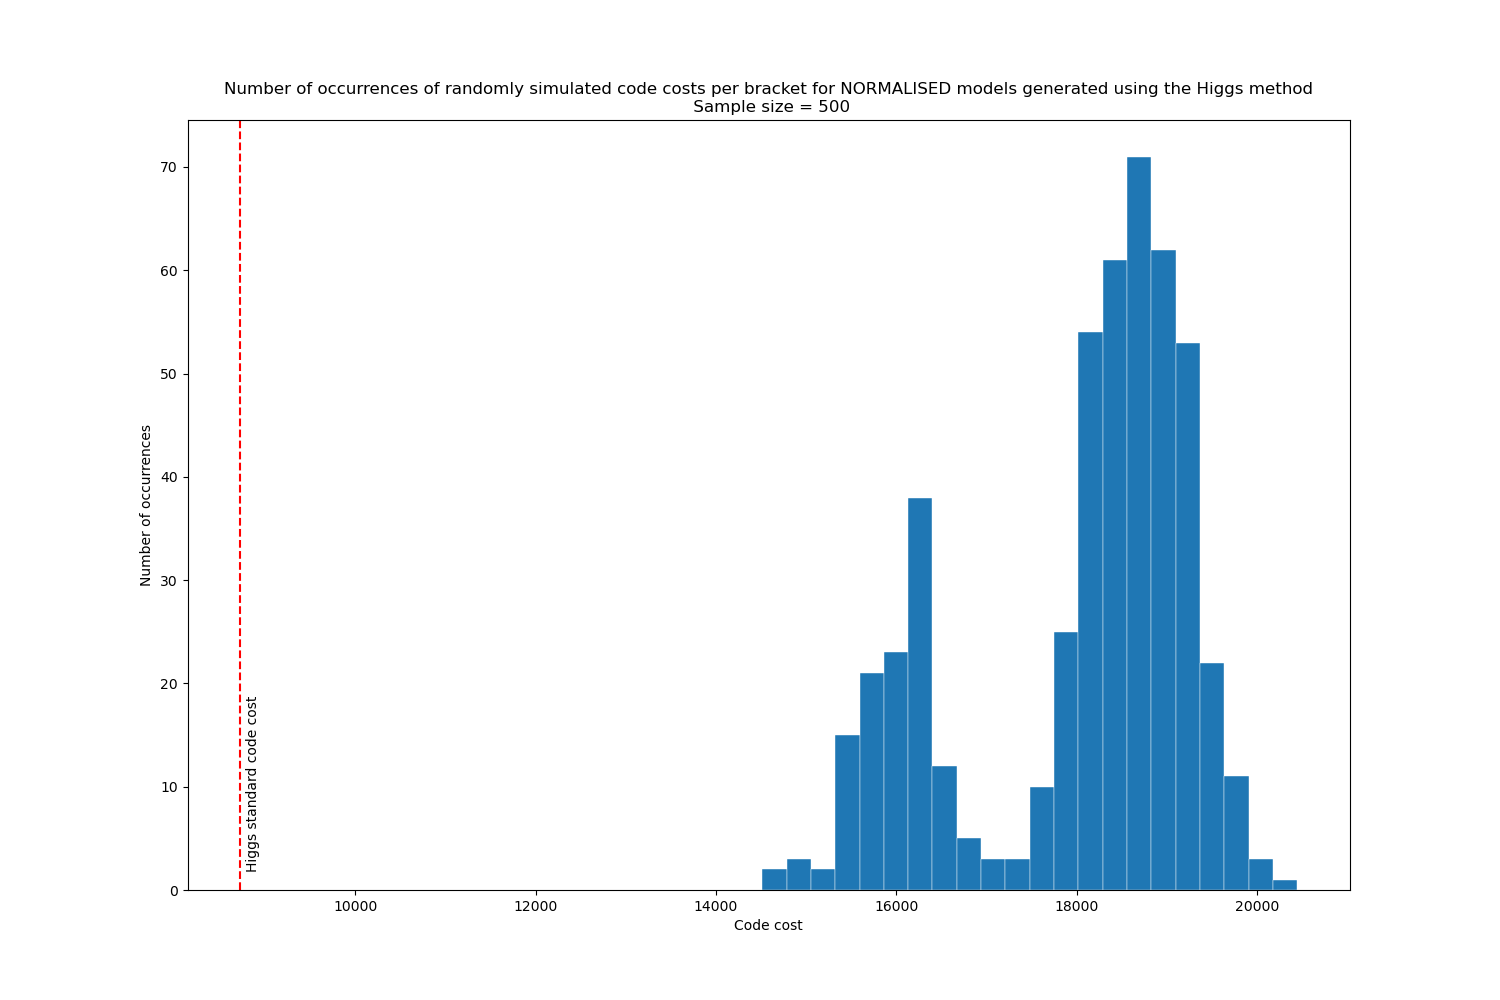 Number of occurrences of randomly simulated code costs per bracket for NORMALISED models generated using the Higgs method
Sample size = 500
Number of occurrences
70
60
50
40
30
20
10
0
Higgs standard code cost
10000
12000
14000
16000
18000
20000
Code cost